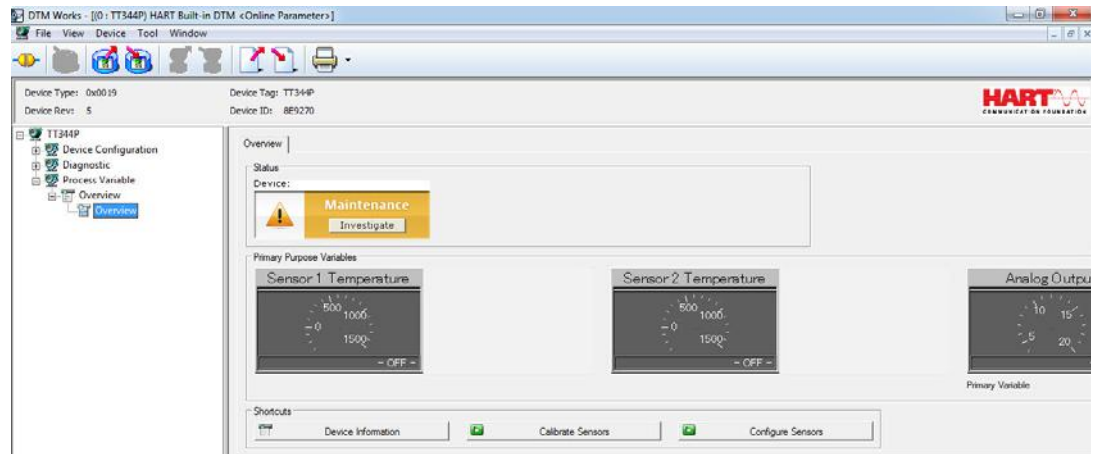 DTM Works - [(0 : TT344P) HART Built-in DTM <Online Parameter>]
File View Device Tool Window
Device Type: 0x0019
Device Tag: TT344P
Device Rev: 5
Device ID: 8E9270
HART
COMMUNICATION FOUNDATION
TT344P
Device Configuration
Diagnostic
Process Variable
Overview
Overview
Overview
Status
Device:
Maintenance
Investigate
Primary Purpose Variables
Sensor 1 Temperature
Sensor 2 Temperature
Analog Outpu
500 1000
0
1500
- OFF -
500 1000
0
1500
- OFF -
10 15
5 20
Primary Variable
Shortcuts
Device Information
Calibrate Sensors
Configure Sensors